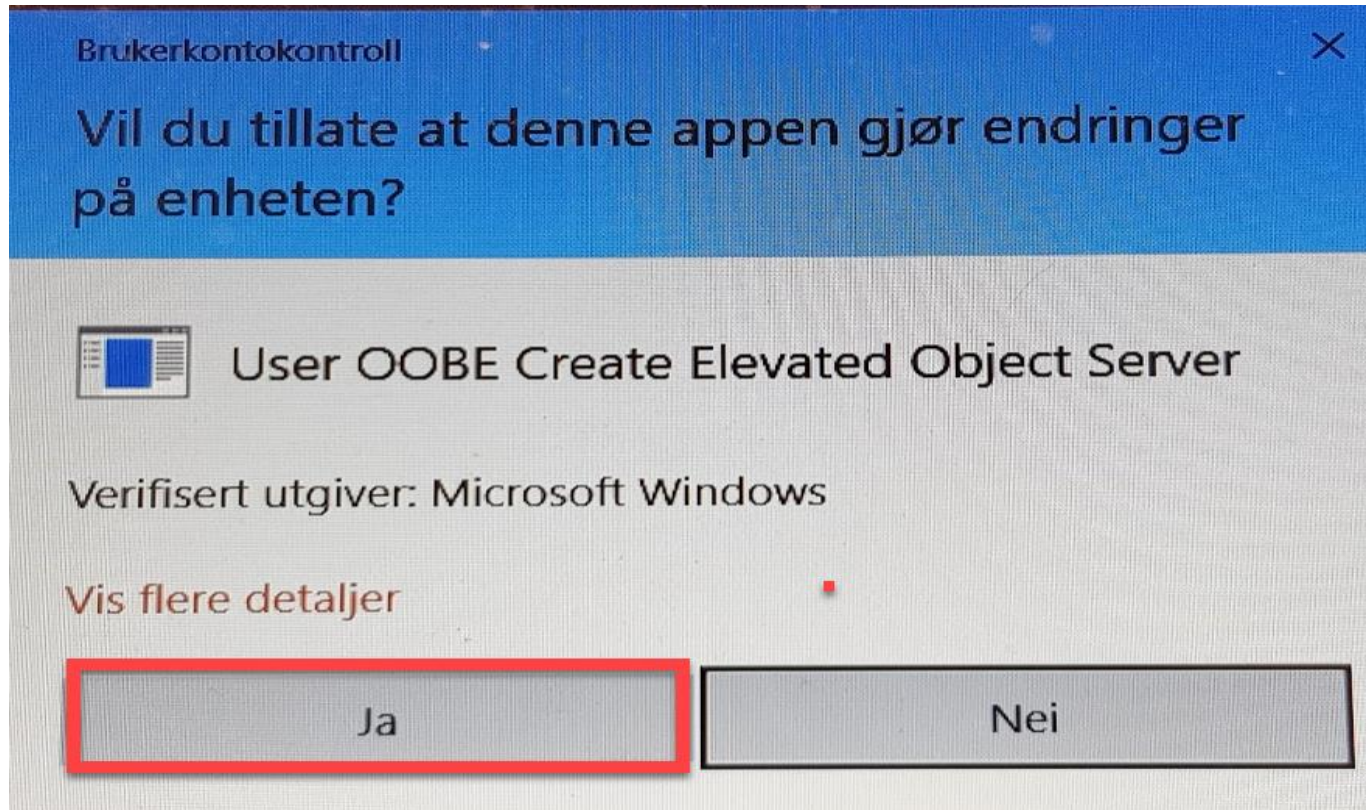 Brukerkontokontroll
Vil du tillate at denne appen gjør endringer
på enheten?
User OOBE Create Elevated Object Server
Verifisert utgiver: Microsoft Windows
Vis flere detaljer
Ja
Nei